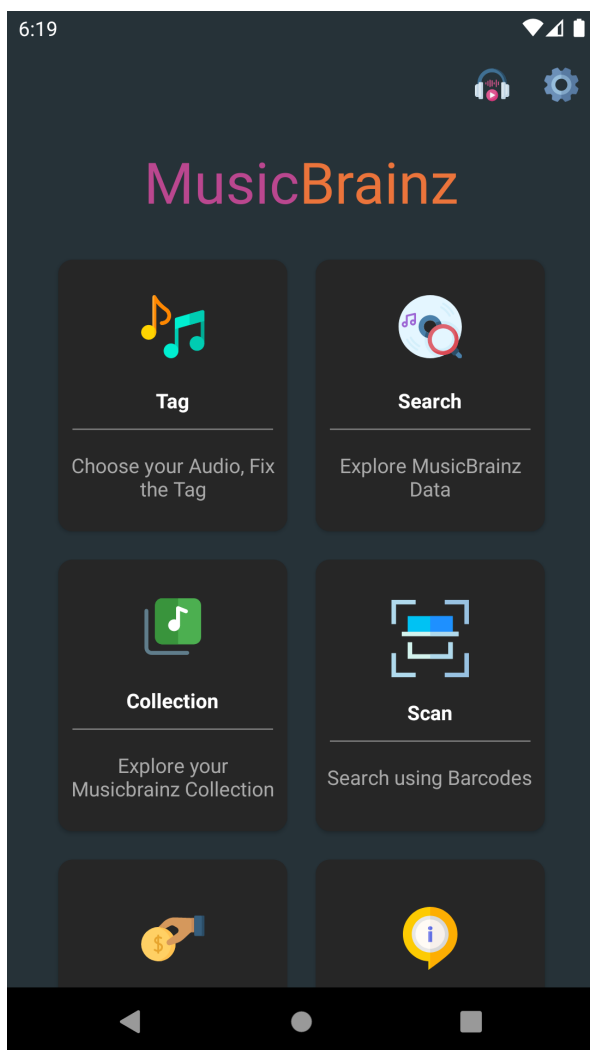 6:19
MusicBrainz
Tag
Choose your Audio, Fix
the Tag
Search
Explore MusicBrainz
Data
Collection
Explore your
Musicbrainz Collection
Scan
Search using Barcodes
$
i